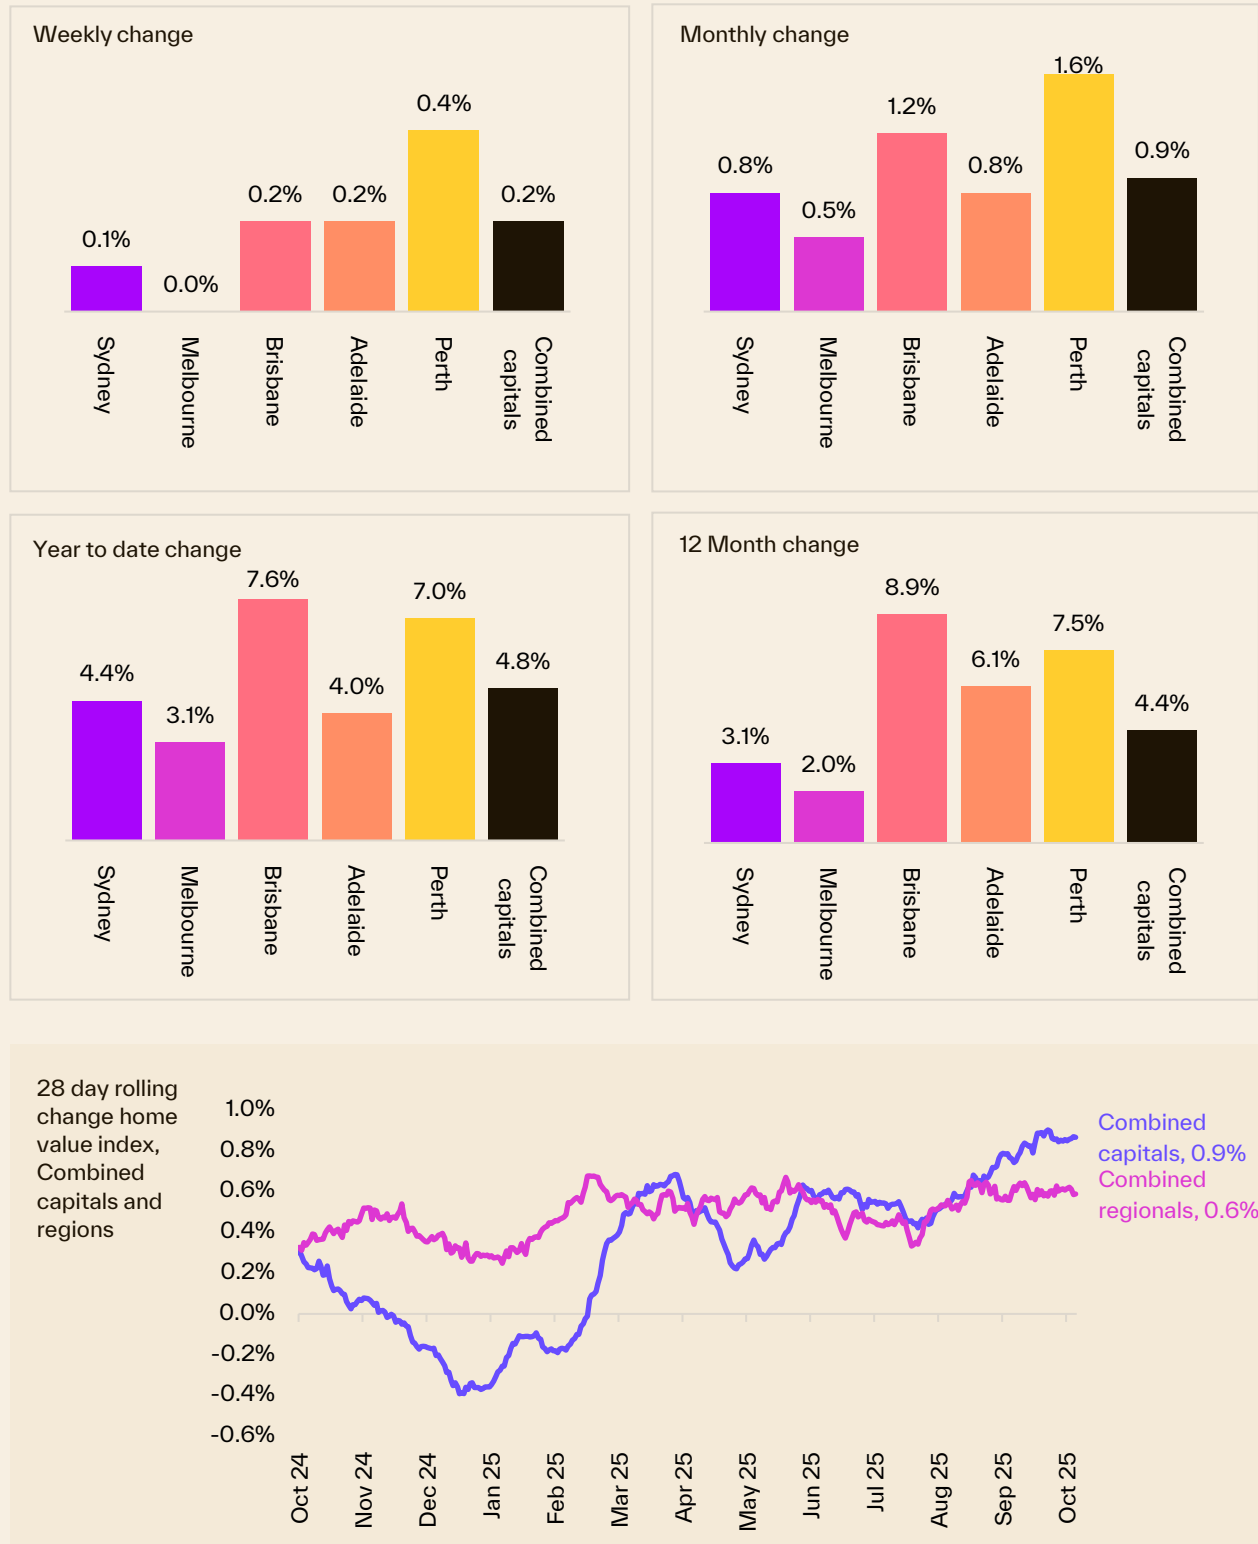 Weekly change
0.1%
0.0%
0.2%
0.2%
0.4%
0.2%
Sydney
Melbourne
Brisbane
Adelaide
Perth
Combined
capitals
Monthly change
0.8%
0.5%
1.2%
0.8%
1.6%
0.9%
Sydney
Melbourne
Brisbane
Adelaide
Perth
Combined
capitals
Year to date change
4.4%
3.1%
7.6%
4.0%
7.0%
4.8%
Sydney
Melbourne
Brisbane
Adelaide
Perth
Combined
capitals
12 Month change
3.1%
2.0%
8.9%
6.1%
7.5%
4.4%
Sydney
Melbourne
Brisbane
Adelaide
Perth
Combined
capitals
28 day rolling
change home
value index,
Combined
capitals and
regions
1.0%
0.8%
0.6%
0.4%
0.2%
0.0%
-0.2%
-0.4%
-0.6%
Oct 24
Nov 24
Dec 24
Jan 25
Feb 25
Mar 25
Apr 25
May 25
Jun 25
Jul 25
Aug 25
Sep 25
Oct 25
Combined
capitals, 0.9%
Combined
regionals, 0.6%